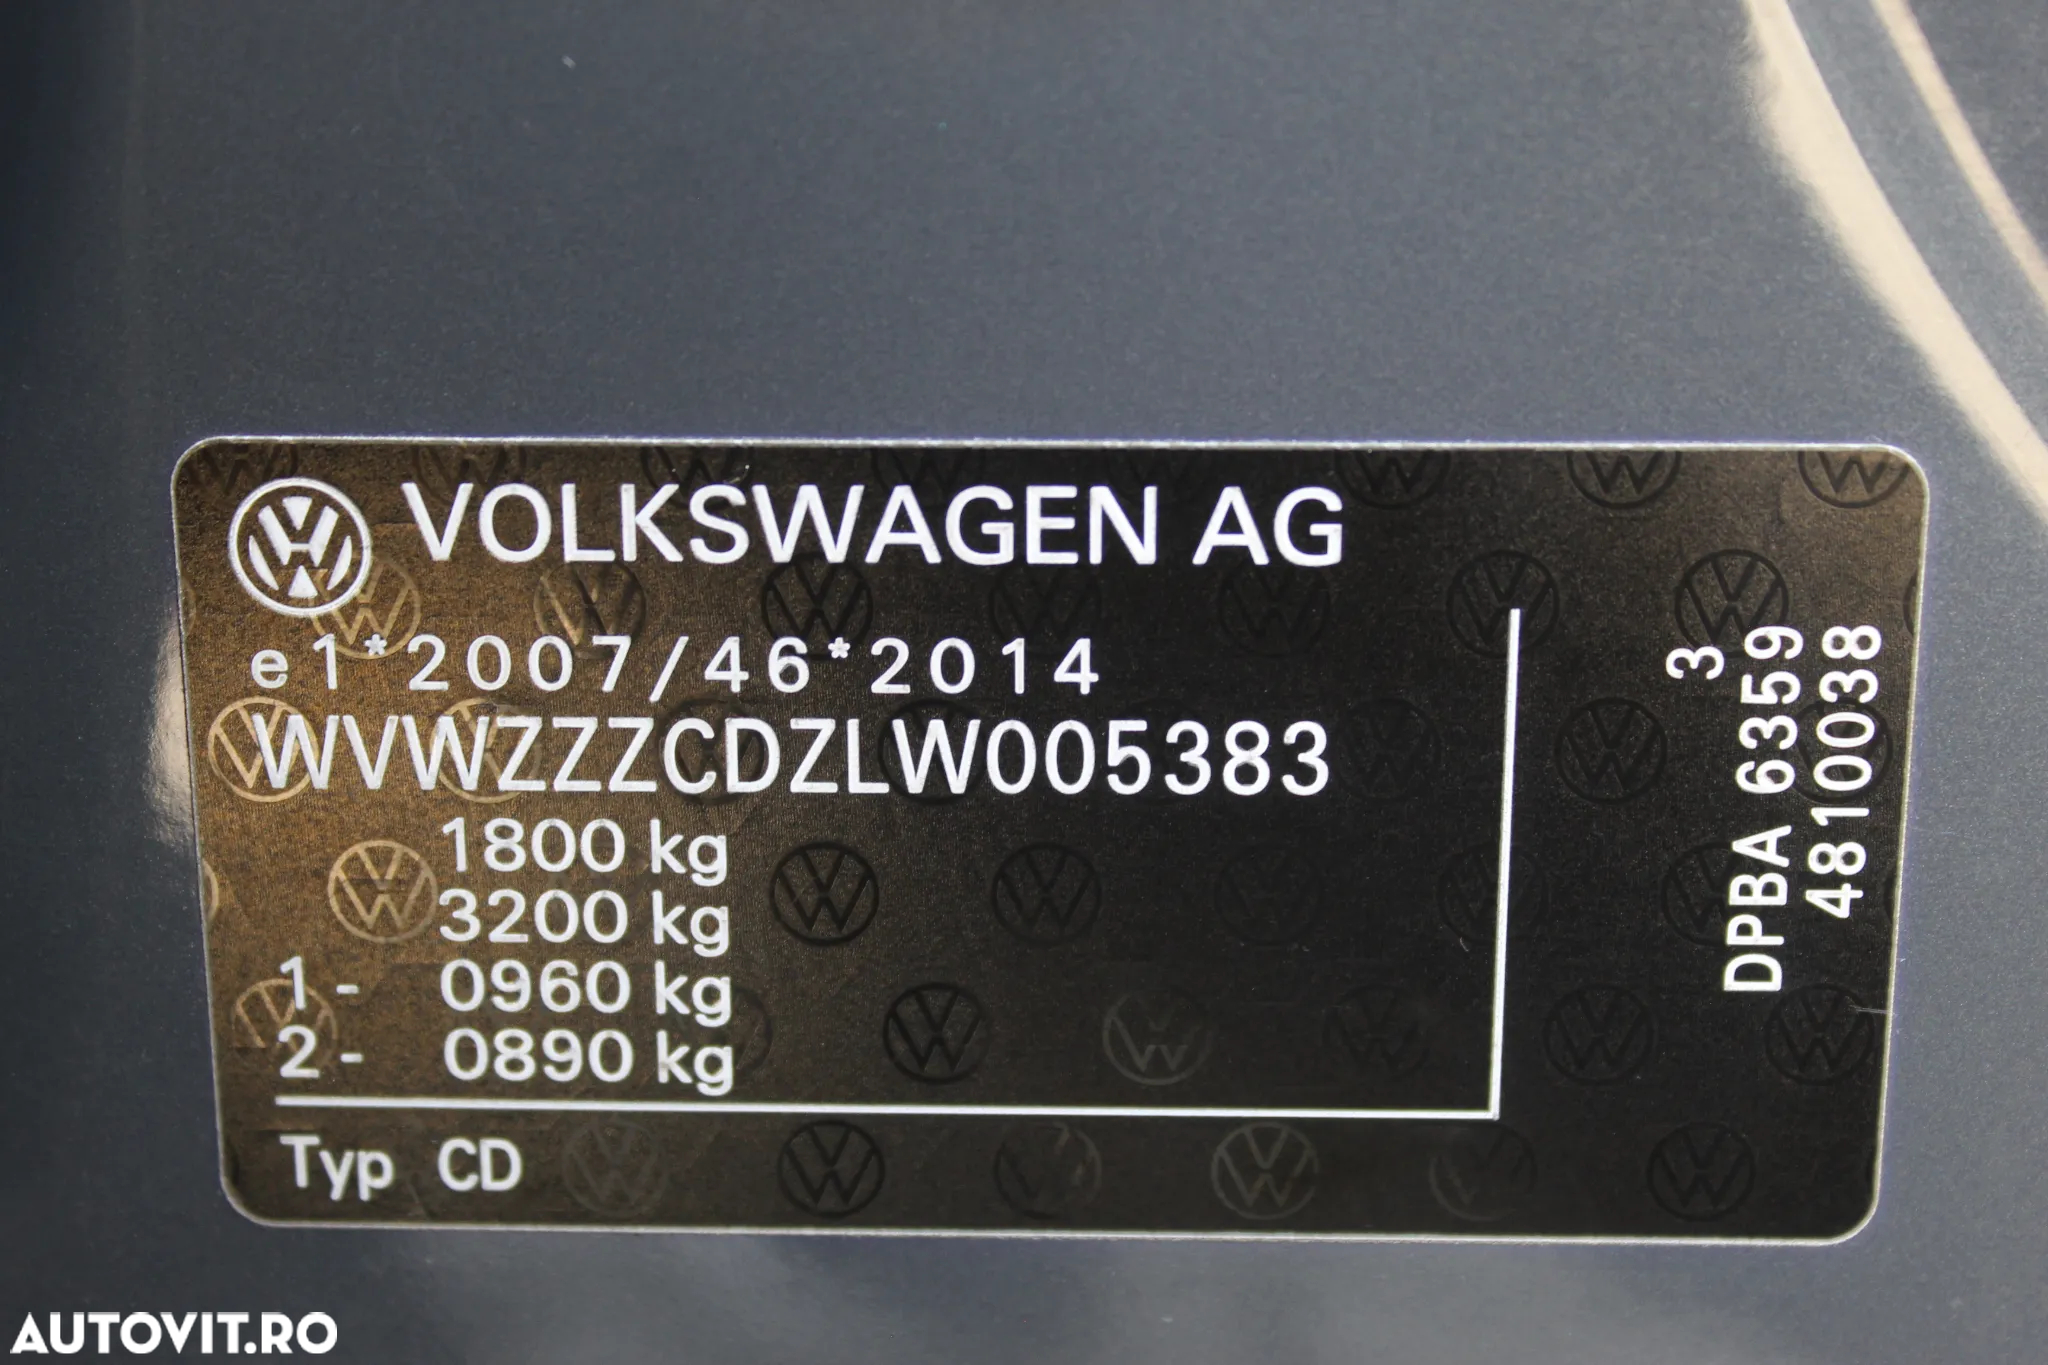 VOLKSWAGEN AG
e1*2007/46*2014
WVWZZZCDZLW005383
1800 kg
3200 kg
1- 0960 kg
2- 0890 kg
Typ CD
3
DPBA 6359
48100038
AUTOVIT.RO